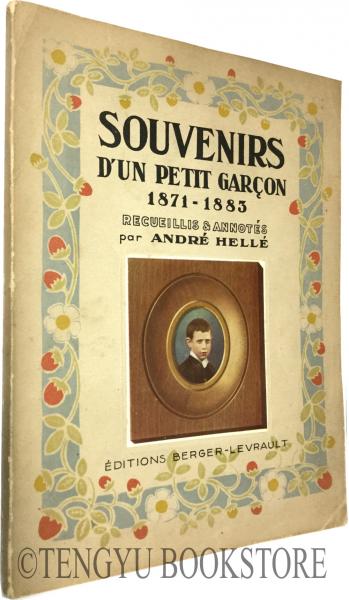 SOUVENIRS
D'UN PETIT GARÇON
1871-1883
RECUEILLIS & ANNOTÉS
par ANDRÉ HELLÉ
ÉDITIONS BERGER-LEVRAULT
©TENGYU BOOKSTORE